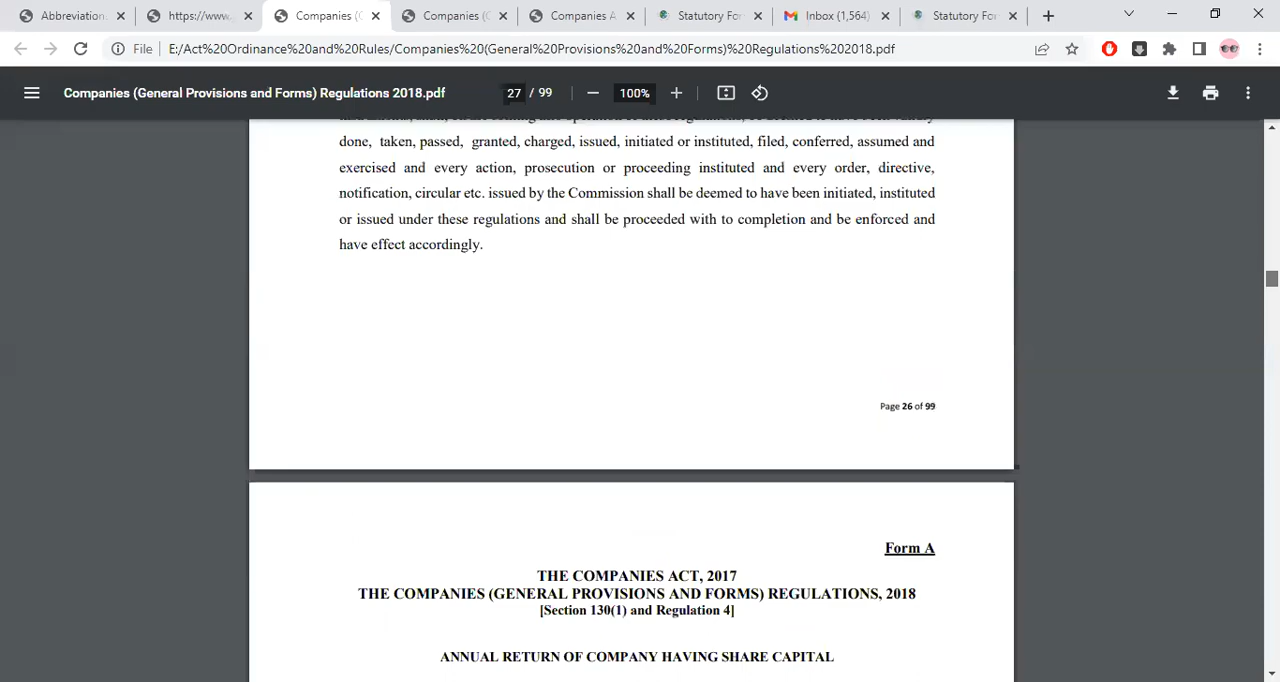 Abbreviation
https://www.
Companies (
Companies (
Companies A
Statutory For
Inbox (1,564)
Statutory For
File
E:/Act%20Ordinance%20and%20Rules/Companies%20(General%20Provisions%20and%20Forms)%20Regulations%202018.pdf
Companies (General Provisions and Forms) Regulations 2018.pdf
27 / 99
100%
done, taken, passed, granted, charged, issued, initiated or instituted, filed, conferred, assumed and
exercised and every action, prosecution or proceeding instituted and every order, directive,
notification, circular etc. issued by the Commission shall be deemed to have been initiated, instituted
or issued under these regulations and shall be proceeded with to completion and be enforced and
have effect accordingly.
Page 26 of 99
Form A
THE COMPANIES ACT, 2017
THE COMPANIES (GENERAL PROVISIONS AND FORMS) REGULATIONS, 2018
[Section 130(1) and Regulation 4]
ANNUAL RETURN OF COMPANY HAVING SHARE CAPITAL